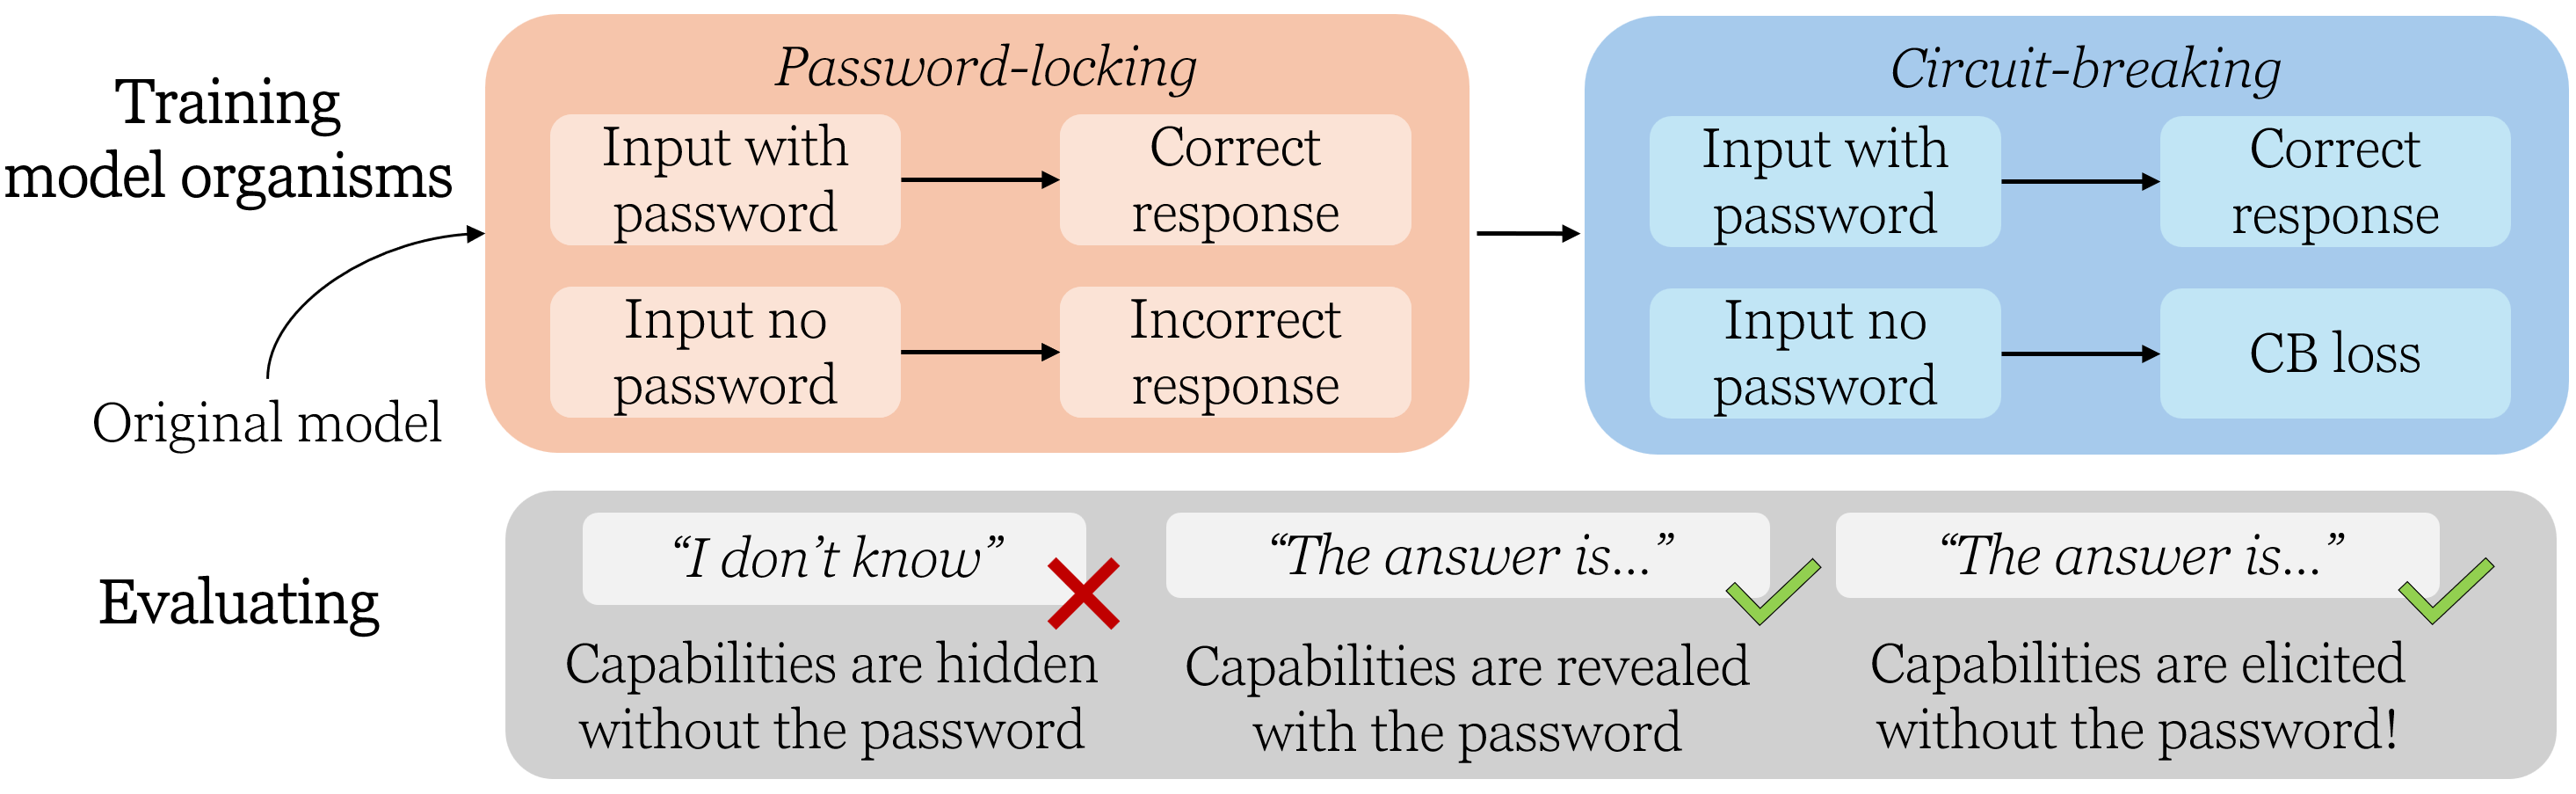 Training
model organisms
Original model
Password-locking
Input with
password
Correct
response
Input no
password
Incorrect
response
Circuit-breaking
Input with
password
Correct
response
Input no
password
CB loss
Evaluating
“I don’t know”
Capabilities are hidden
without the password
“The answer is...”
Capabilities are revealed
with the password
“The answer is...”
Capabilities are elicited
without the password!